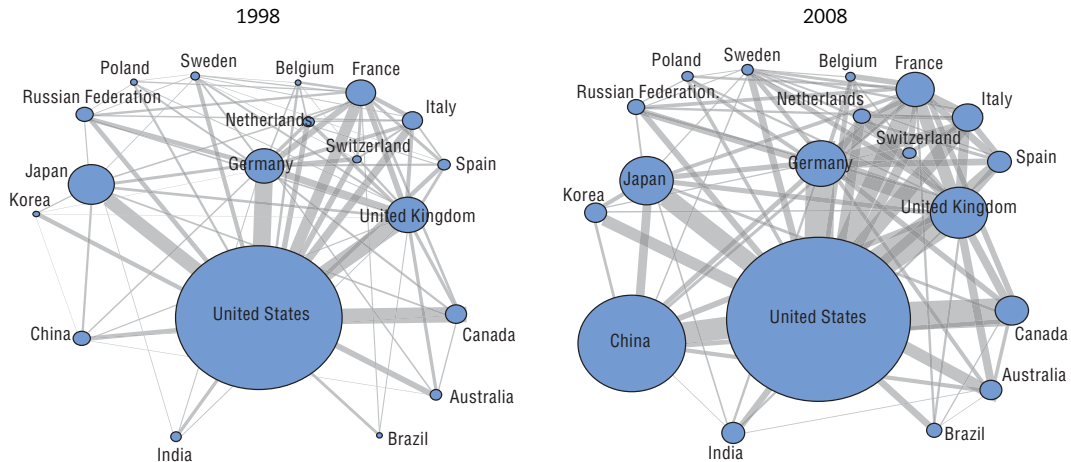 1998
Poland
Sweden
Belgium
France
Russian Federation
Italy
Netherlands
Switzerland
Germany
Spain
Japan
Korea
United Kingdom
United States
China
Canada
Australia
Brazil
India
2008
Poland
Sweden
Belgium
France
Russian Federation.
Netherlands
Italy
Switzerland
Germany
Spain
Japan
Korea
United Kingdom
United States
China
Canada
Australia
Brazil
India